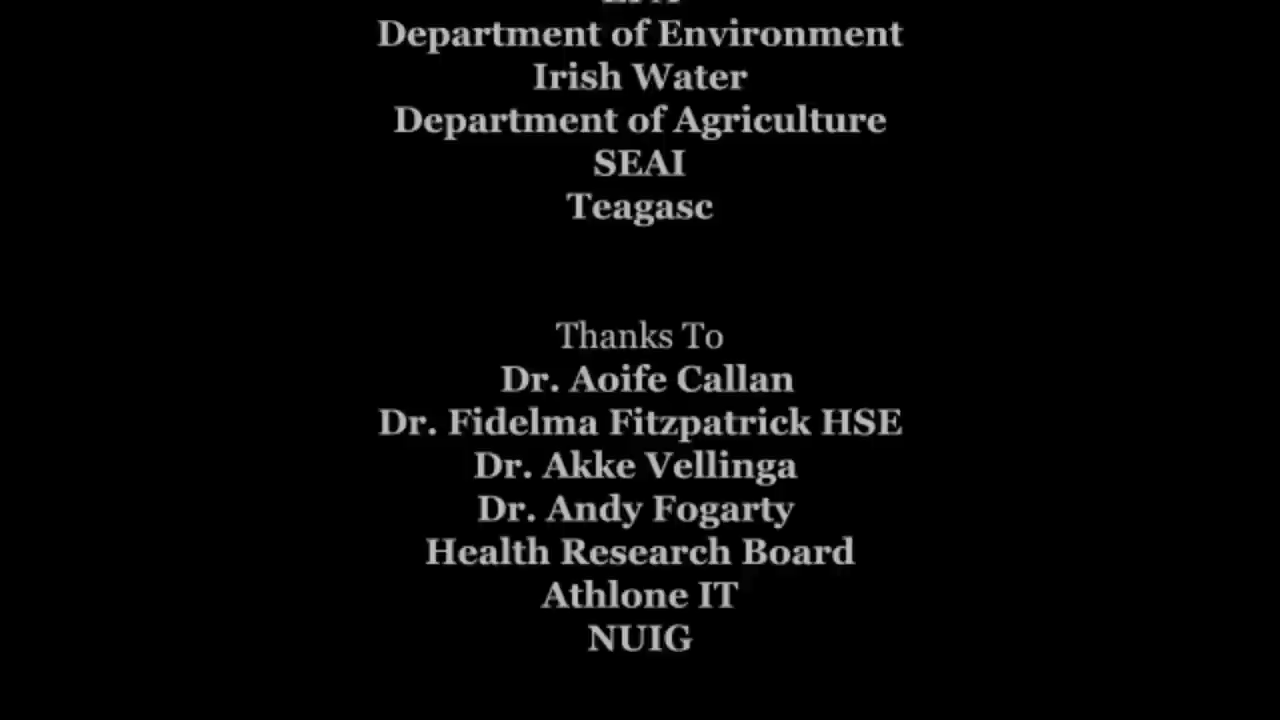 Department of Environment
Irish Water
Department of Agriculture
SEAI
Teagasc
Thanks To
Dr. Aoife Callan
Dr. Fidelma Fitzpatrick HSE
Dr. Akke Vellinga
Dr. Andy Fogarty
Health Research Board
Athlone IT
NUIG